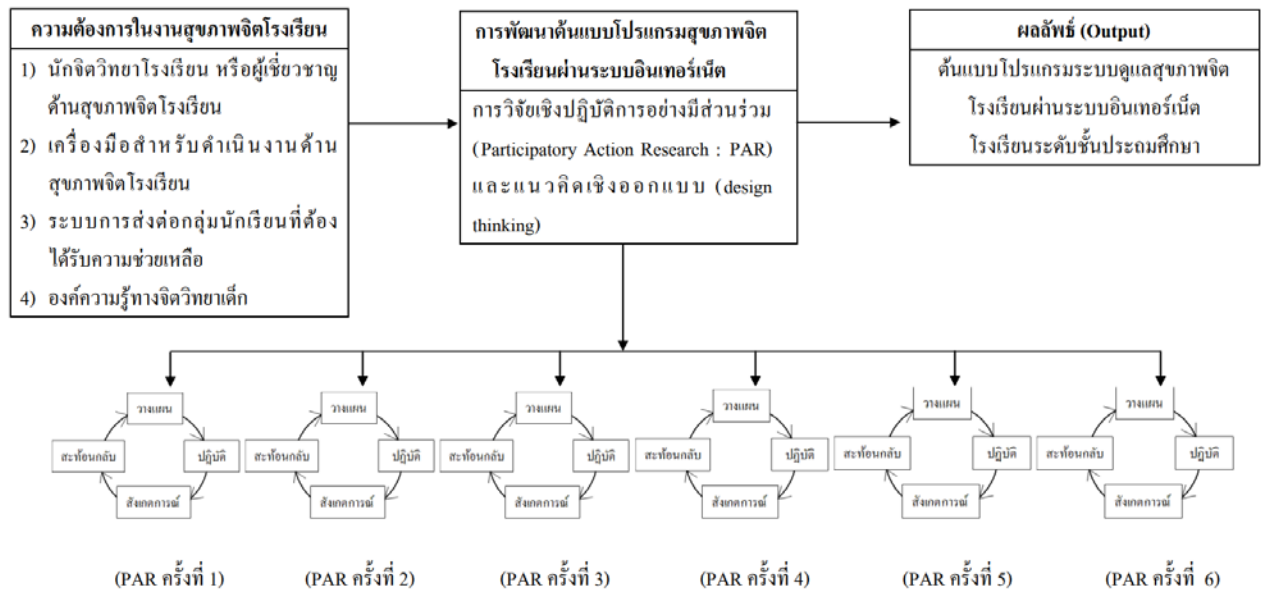 ความต้องการในงานสุขภาพจิตโรงเรียน
1) นักจิตวิทยาโรงเรียน หรือผู้เชี่ยวชาญ
ด้านสุขภาพจิตโรงเรียน
2) เครื่องมือสำหรับดำเนินงานด้าน
สุขภาพจิตโรงเรียน
3) ระบบการส่งต่อกลุ่มนักเรียนที่ต้อง
ได้รับความช่วยเหลือ
4) องค์ความรู้ทางจิตวิทยาเด็ก
การพัฒนาต้นแบบโปรแกรมสุขภาพจิต
โรงเรียนผ่านระบบอินเทอร์เน็ต
การวิจัยเชิงปฏิบัติการอย่างมีส่วนร่วม
(Participatory Action Research : PAR)
และแนวคิดเชิงออกแบบ (design
thinking)
ผลลัพธ์ (Output)
ต้นแบบโปรแกรมระบบดูแลสุขภาพจิต
โรงเรียนผ่านระบบอินเทอร์เน็ต
โรงเรียนระดับชั้นประถมศึกษา
วางแผน
ปฏิบัติ
สังเกตการณ์
สะท้อนกลับ
(PAR ครั้งที่ 1)
วางแผน
ปฏิบัติ
สังเกตการณ์
สะท้อนกลับ
(PAR ครั้งที่ 2)
วางแผน
ปฏิบัติ
สังเกตการณ์
สะท้อนกลับ
(PAR ครั้งที่ 3)
วางแผน
ปฏิบัติ
สังเกตการณ์
สะท้อนกลับ
(PAR ครั้งที่ 4)
วางแผน
ปฏิบัติ
สังเกตการณ์
สะท้อนกลับ
(PAR ครั้งที่ 5)
วางแผน
ปฏิบัติ
สังเกตการณ์
สะท้อนกลับ
(PAR ครั้งที่ 6)